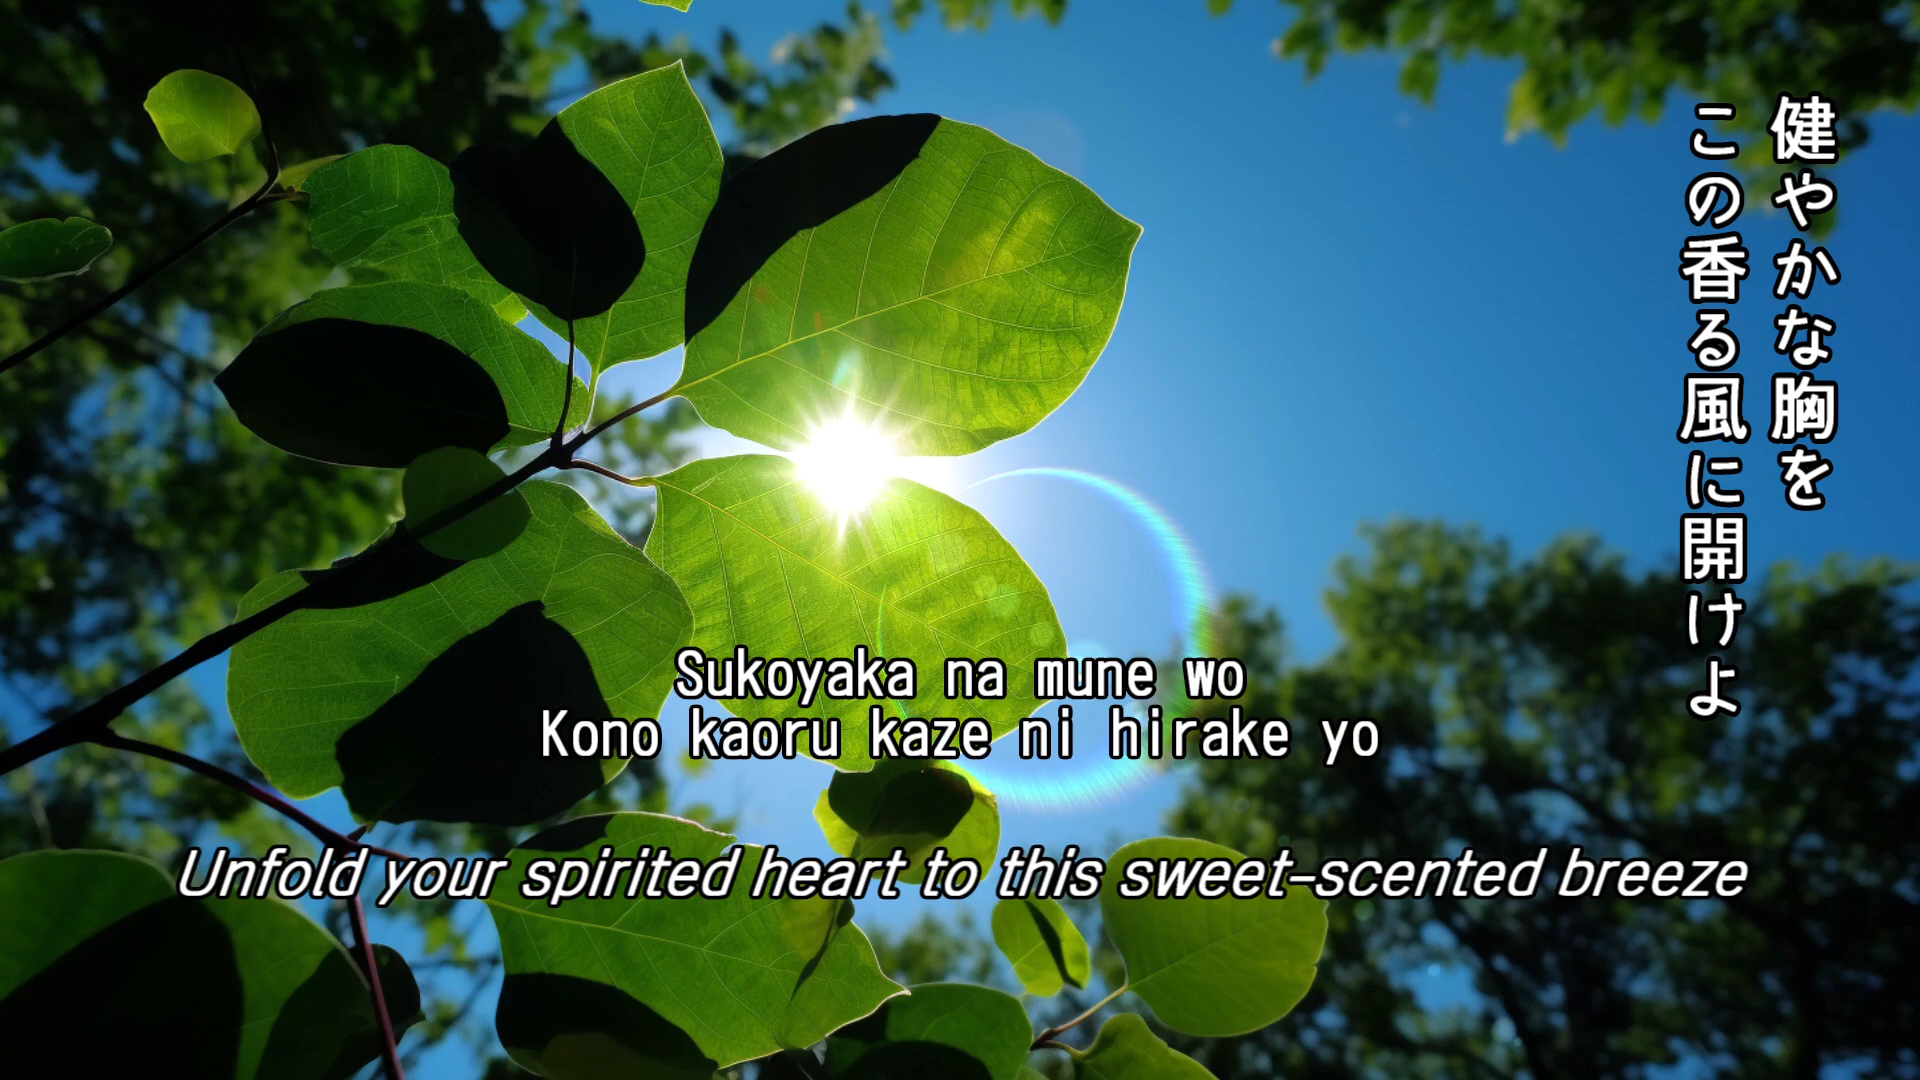 健やかな胸を
この香る風に開けよ
Sukoyaka na mune wo
Kono kaoru kaze ni hirake yo
Unfold your spirited heart to this sweet-scented breeze